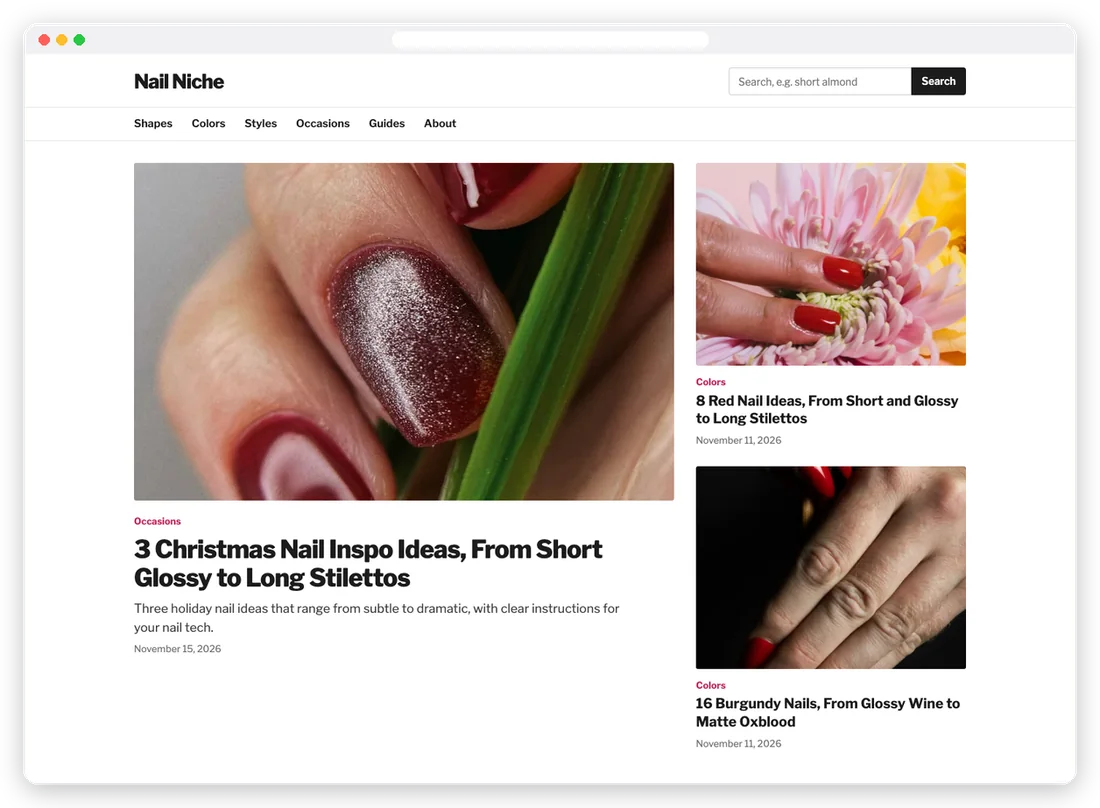 Nail Niche
Search, e.g. short almond
Search
Shapes Colors Styles Occasions Guides About
Occasions
3 Christmas Nail Inspo Ideas, From Short
Glossy to Long Stilettos
Three holiday nail ideas that range from subtle to dramatic, with clear instructions for
your nail tech.
November 15, 2026
Colors
8 Red Nail Ideas, From Short and Glossy
to Long Stilettos
November 11, 2026
Colors
16 Burgundy Nails, From Glossy Wine to
Matte Oxblood
November 11, 2026